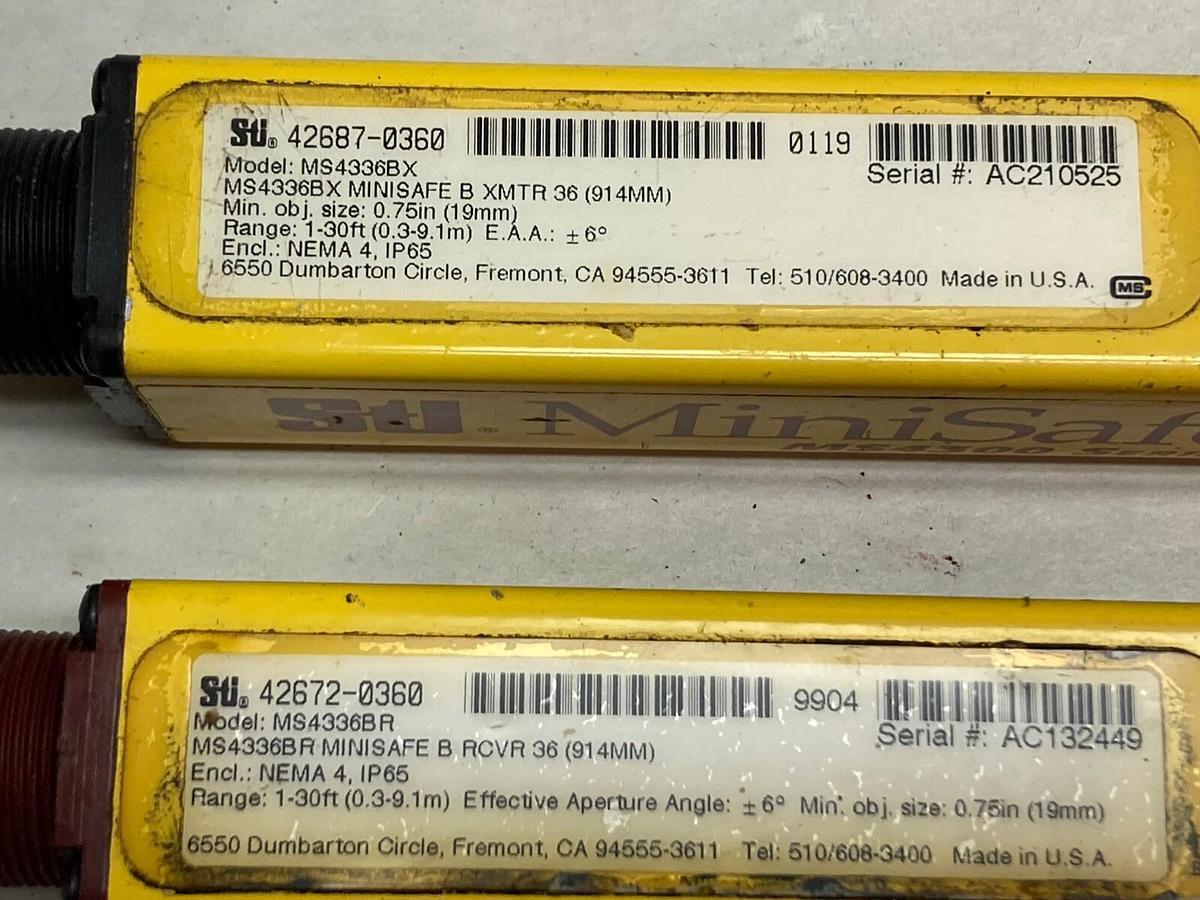 Sti® 42687-0360 0119
Serial #: AC210525
Model: MS4336BX
MS4336BX MINISAFE B XMTR 36 (914MM)
Min. obj. size: 0.75in (19mm)
Range: 1-30ft (0.3-9.1m) E.A.A.: ±6°
Encl.: NEMA 4, IP65
6550 Dumbarton Circle, Fremont, CA 94555-3611 Tel: 510/608-3400 Made in U.S.A.
CMS
Sti® MiniSaf
MS4300 SERI
Sti® 42672-0360 9904
Serial #: AC132449
Model: MS4336BR
MS4336BR MINISAFE B RCVR 36 (914MM)
Encl.: NEMA 4, IP65
Range: 1-30ft (0.3-9.1m) Effective Aperture Angle: ±6° Min. obj. size: 0.75in (19mm)
6550 Dumbarton Circle, Fremont, CA 94555-3611 Tel: 510/608-3400 Made in U.S.A.